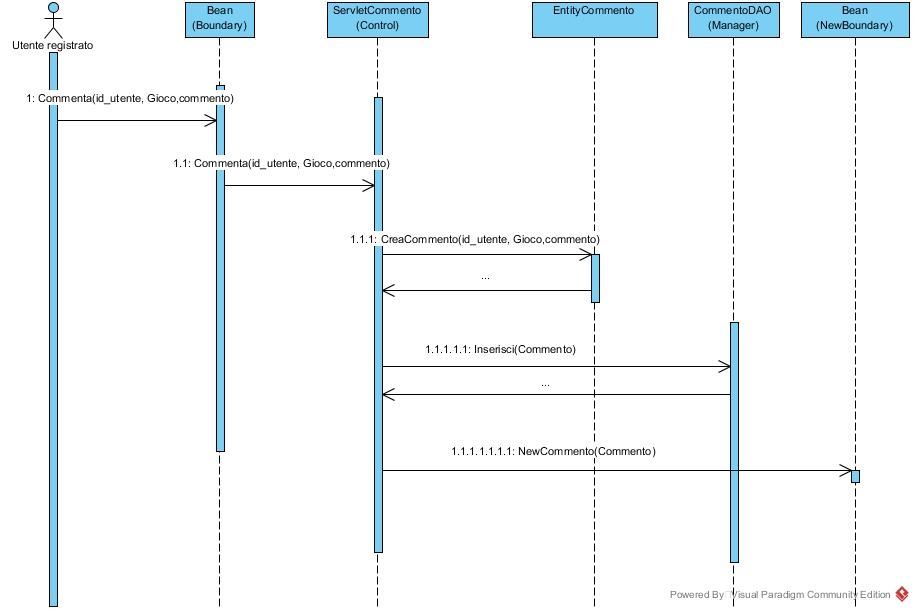 Utente registrato
Bean
(Boundary)
ServletCommento
(Control)
EntityCommento
CommentoDAO
(Manager)
Bean
(NewBoundary)
1: Commenta(id_utente, Gioco,commento)
1.1: Commenta(id_utente, Gioco,commento)
1.1.1: CreaCommento(id_utente, Gioco,commento)
...
1.1.1.1.1: Inserisci(Commento)
...
1.1.1.1.1.1.1: NewCommento(Commento)
Powered By Visual Paradigm Community Edition